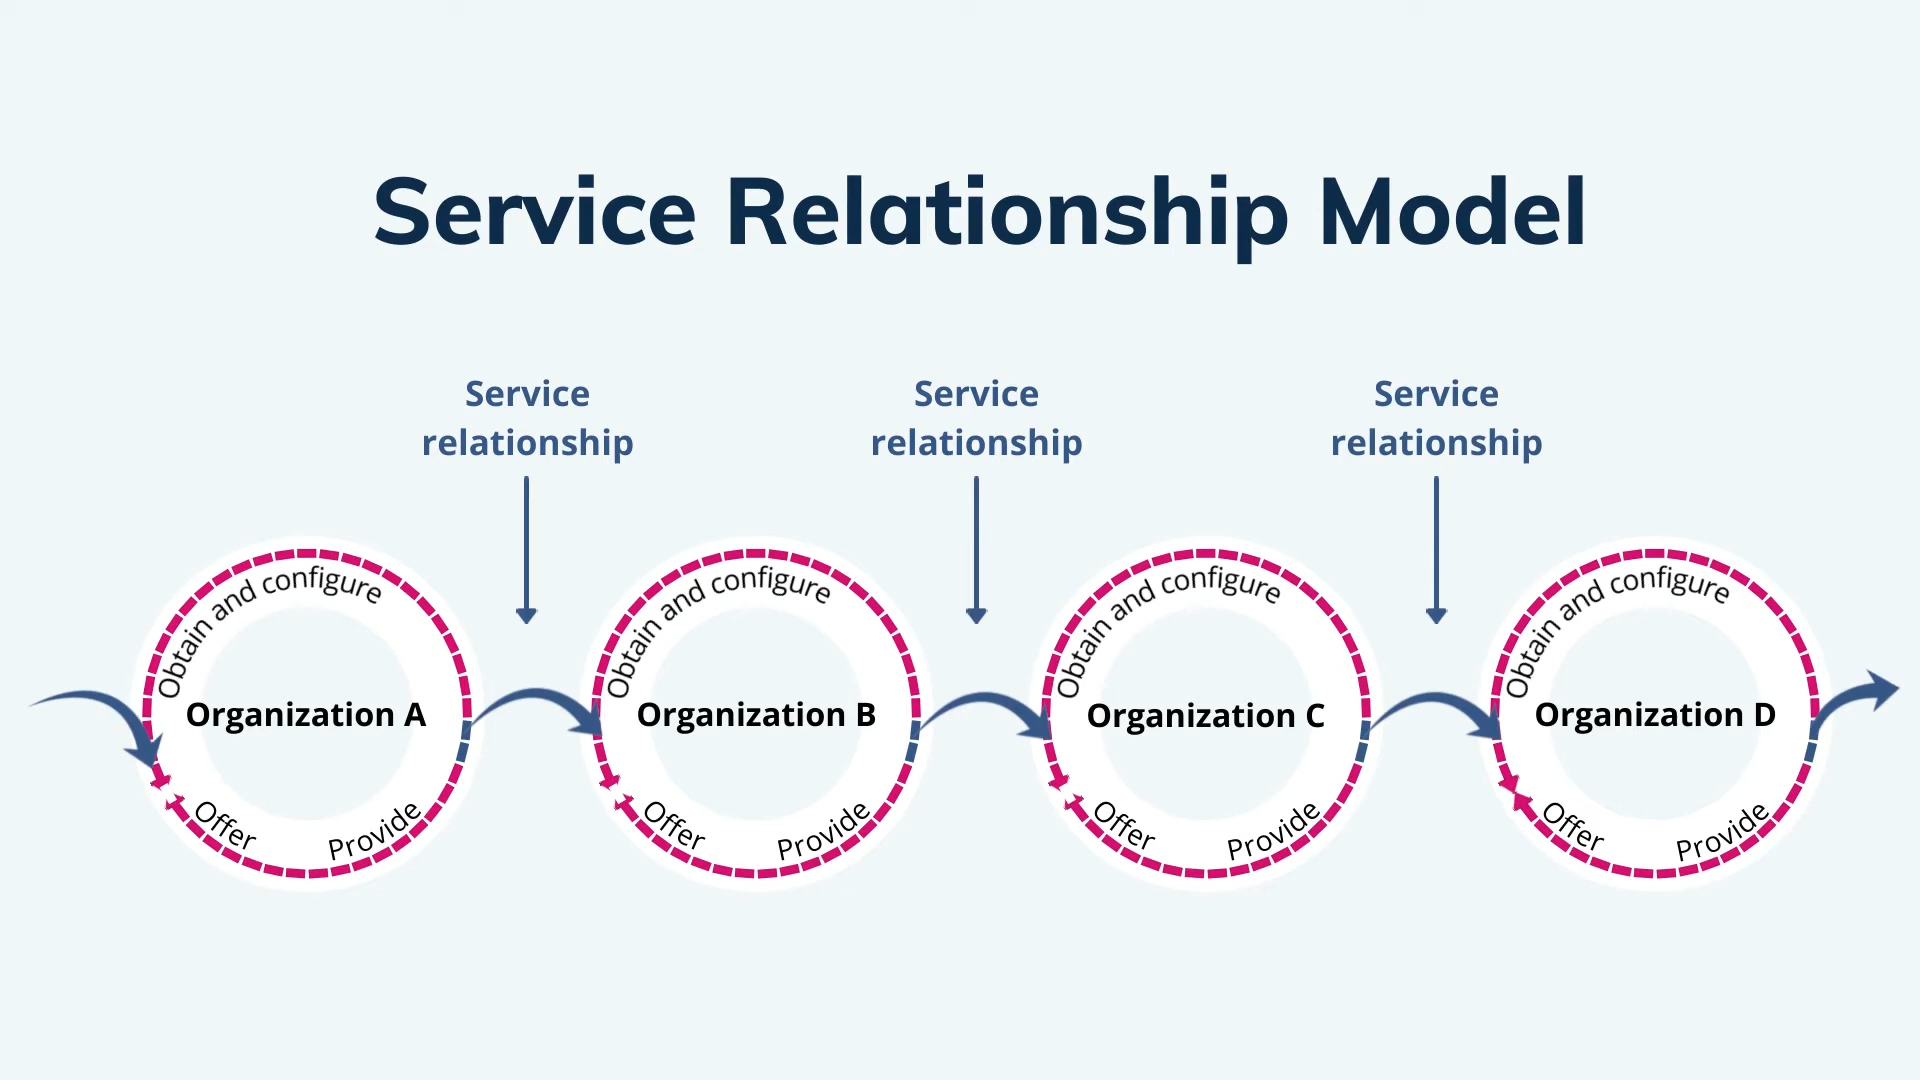 Service Relationship Model
Service
relationship
Service
relationship
Service
relationship
Obtain and configure
Organization A
Offer
Provide
Obtain and configure
Organization B
Offer
Provide
Obtain and configure
Organization C
Offer
Provide
Obtain and configure
Organization D
Offer
Provide